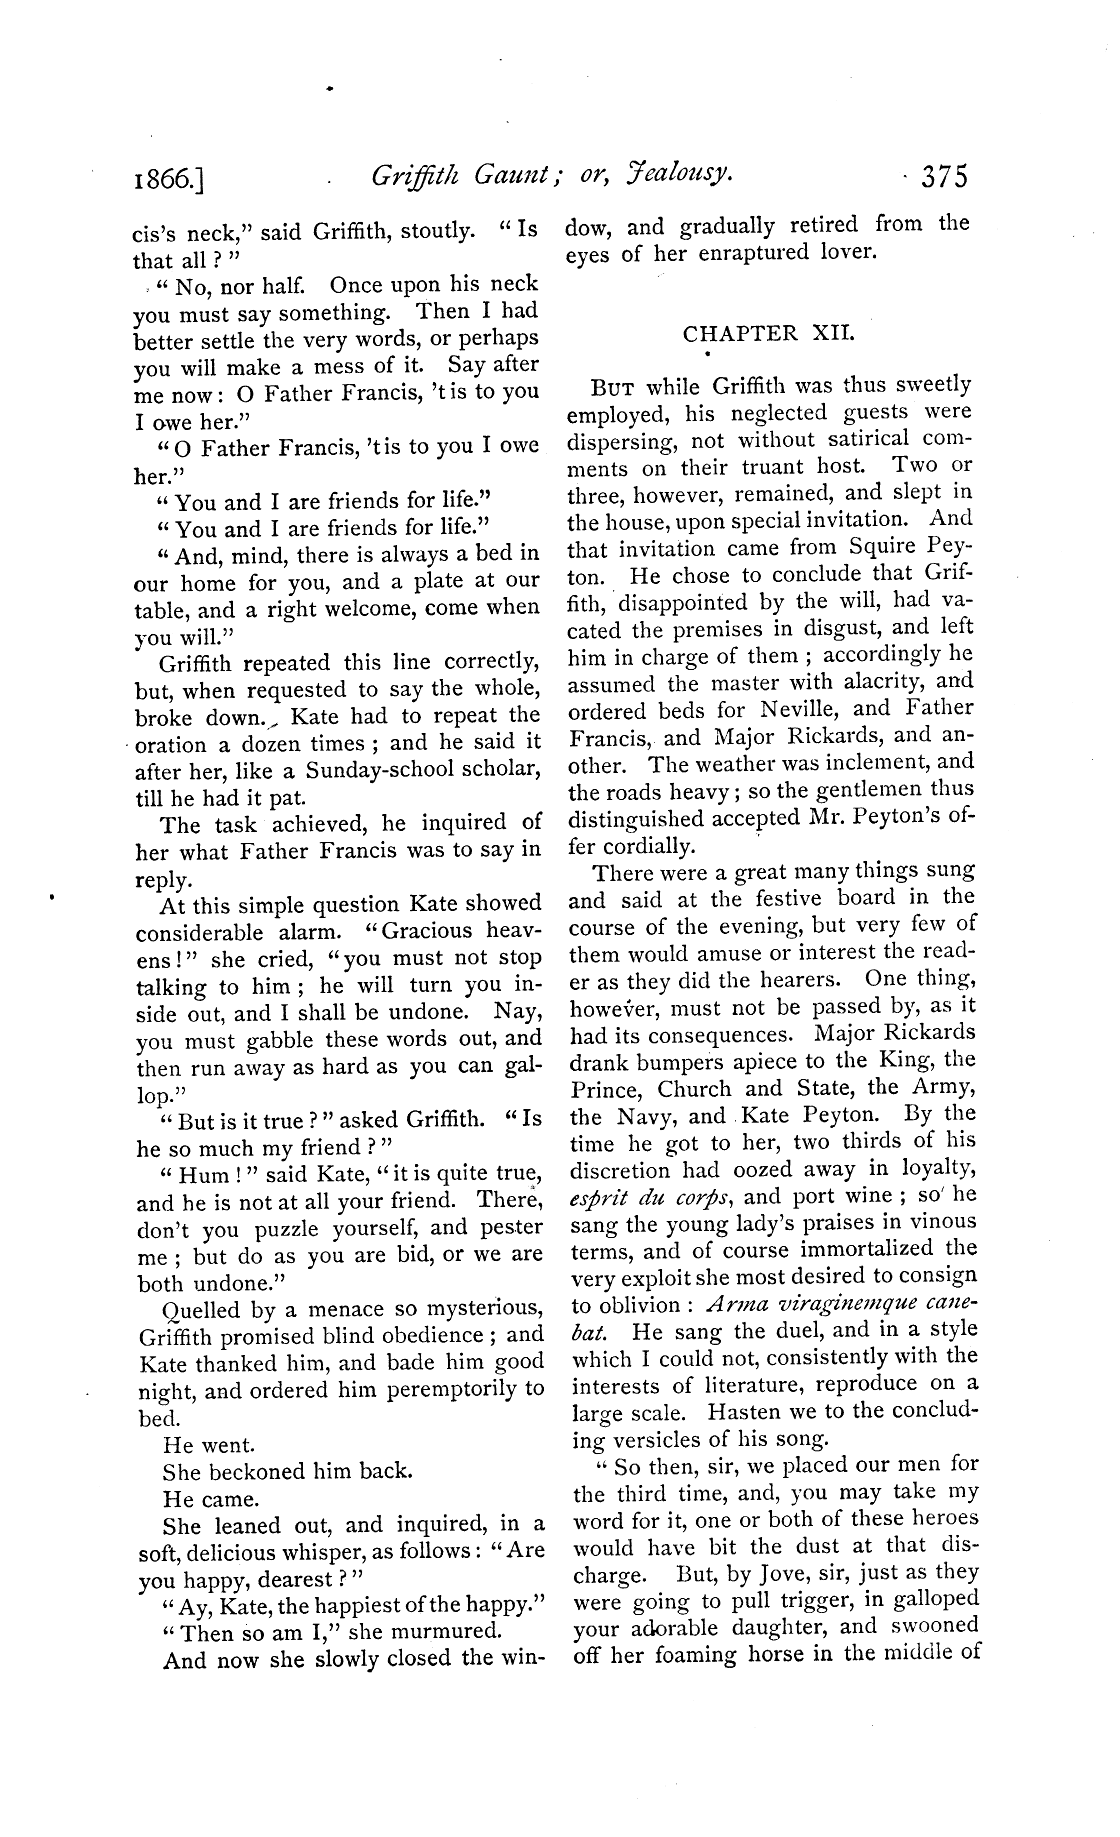 1866.] Griffith Gaunt; or, Jealousy. 375
cis's neck," said Griffith, stoutly. "Is
that all?"
"No, nor half. Once upon his neck
you must say something. Then I had
better settle the very words, or perhaps
you will make a mess of it. Say after
me now: O Father Francis, 't is to you
I owe her."
"O Father Francis, 't is to you I owe
her."
"You and I are friends for life."
"You and I are friends for life."
"And, mind, there is always a bed in
our home for you, and a plate at our
table, and a right welcome, come when
you will."
Griffith repeated this line correctly,
but, when requested to say the whole,
broke down. Kate had to repeat the
oration a dozen times; and he said it
after her, like a Sunday-school scholar,
till he had it pat.
The task achieved, he inquired of
her what Father Francis was to say in
reply.
At this simple question Kate showed
considerable alarm. "Gracious heav-
ens!" she cried, "you must not stop
talking to him; he will turn you in-
side out, and I shall be undone. Nay,
you must gabble these words out, and
then run away as hard as you can gal-
lop."
"But is it true?" asked Griffith. "Is
he so much my friend?"
"Hum!" said Kate, "it is quite true,
and he is not at all your friend. There,
don't you puzzle yourself, and pester
me; but do as you are bid, or we are
both undone."
Quelled by a menace so mysterious,
Griffith promised blind obedience; and
Kate thanked him, and bade him good
night, and ordered him peremptorily to
bed.
He went.
She beckoned him back.
He came.
She leaned out, and inquired, in a
soft, delicious whisper, as follows: "Are
you happy, dearest?"
"Ay, Kate, the happiest of the happy."
"Then so am I," she murmured.
And now she slowly closed the win-
dow, and gradually retired from the
eyes of her enraptured lover.
CHAPTER XII.
BUT while Griffith was thus sweetly
employed, his neglected guests were
dispersing, not without satirical com-
ments on their truant host. Two or
three, however, remained, and slept in
the house, upon special invitation. And
that invitation came from Squire Pey-
ton. He chose to conclude that Grif-
fith, disappointed by the will, had va-
cated the premises in disgust, and left
him in charge of them; accordingly he
assumed the master with alacrity, and
ordered beds for Neville, and Father
Francis, and Major Rickards, and an-
other. The weather was inclement, and
the roads heavy; so the gentlemen thus
distinguished accepted Mr. Peyton's of-
fer cordially.
There were a great many things sung
and said at the festive board in the
course of the evening, but very few of
them would amuse or interest the read-
er as they did the hearers. One thing,
however, must not be passed by, as it
had its consequences. Major Rickards
drank bumpers apiece to the King, the
Prince, Church and State, the Army,
the Navy, and Kate Peyton. By the
time he got to her, two thirds of his
discretion had oozed away in loyalty,
esprit du corps, and port wine; so he
sang the young lady's praises in vinous
terms, and of course immortalized the
very exploit she most desired to consign
to oblivion: Arma viraginemque cane-
bat. He sang the duel, and in a style
which I could not, consistently with the
interests of literature, reproduce on a
large scale. Hasten we to the conclud-
ing versicles of his song.
"So then, sir, we placed our men for
the third time, and, you may take my
word for it, one or both of these heroes
would have bit the dust at that dis-
charge. But, by Jove, sir, just as they
were going to pull trigger, in galloped
your adorable daughter, and swooned
off her foaming horse in the middle of